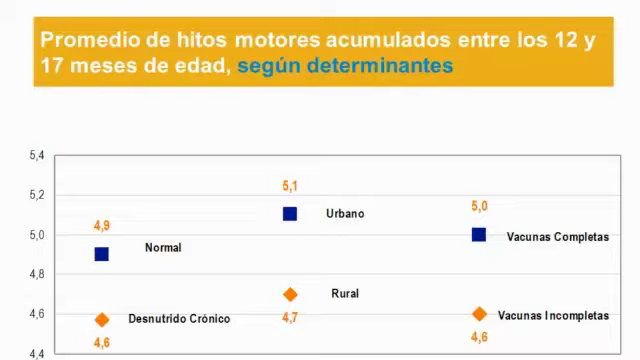 Promedio de hitos motores acumulados entre los 12 y
17 meses de edad, según determinantes
5,4
5,2
5,0
4,8
4,6
4,4
4,9
Normal
5,1
Urbano
5,0
Vacunas Completas
Desnutrido Crónico
4,6
Rural
4,7
Vacunas Incompletas
4,6